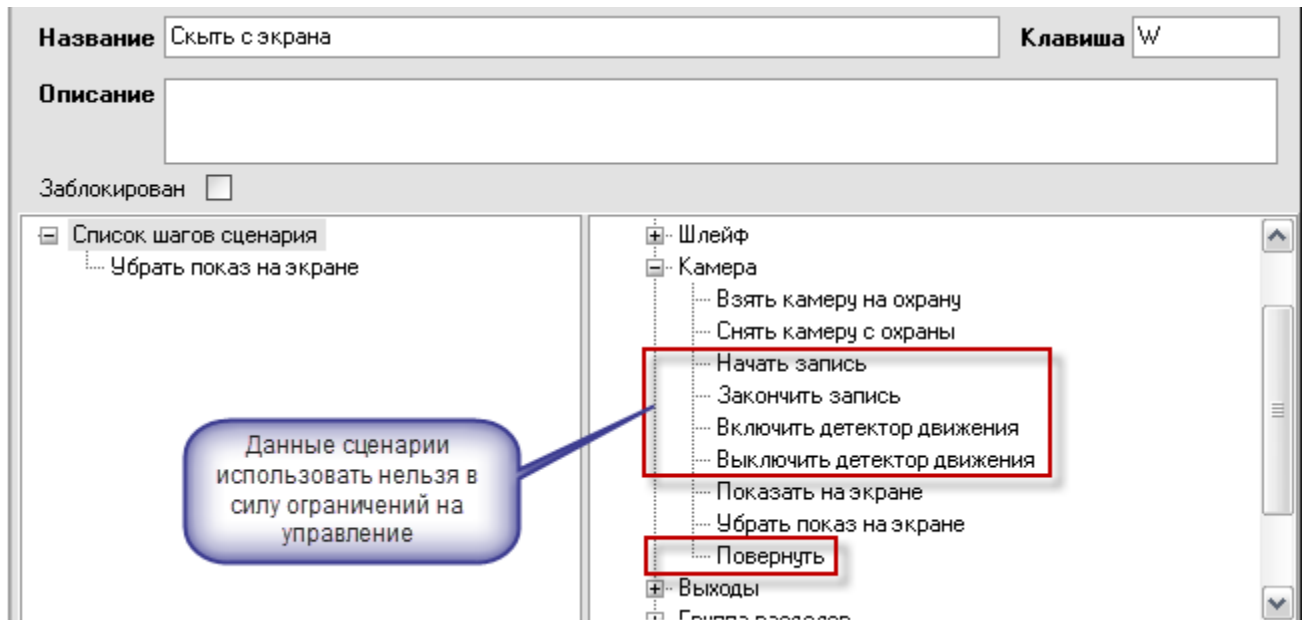 Название Скыть с экрана Клавиша W
Описание
Заблокирован
Список шагов сценария
Убрать показ на экране
Шлейф
Камера
Взять камеру на охрану
Снять камеру с охраны
Начать запись
Закончить запись
Включить детектор движения
Выключить детектор движения
Показать на экране
Убрать показ на экране
Повернуть
Выходы
Группа разделов
Данные сценарии
использовать нельзя в
силу ограничений на
управление